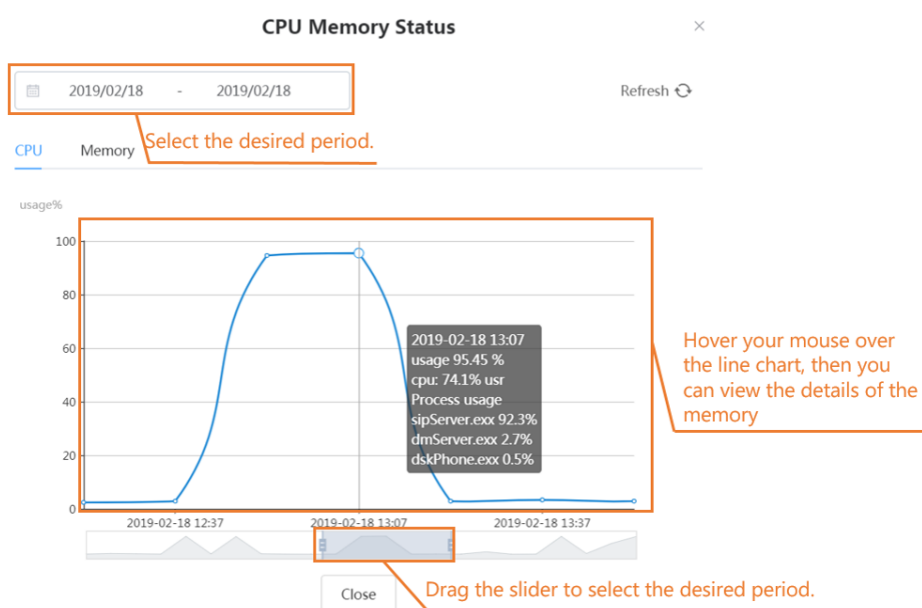 CPU Memory Status
2019/02/18 - 2019/02/18
Refresh
Select the desired period.
CPU Memory
usage%
100
80
60
40
20
0
2019-02-18 13:07
usage 95.45 %
cpu: 74.1% usr
Process usage
sipServer.exx 92.3%
dmServer.exx 2.7%
dskPhone.exx 0.5%
Hover your mouse over
the line chart, then you
can view the details of the
memory
2019-02-18 12:37 2019-02-18 13:07 2019-02-18 13:37
Close
Drag the slider to select the desired period.